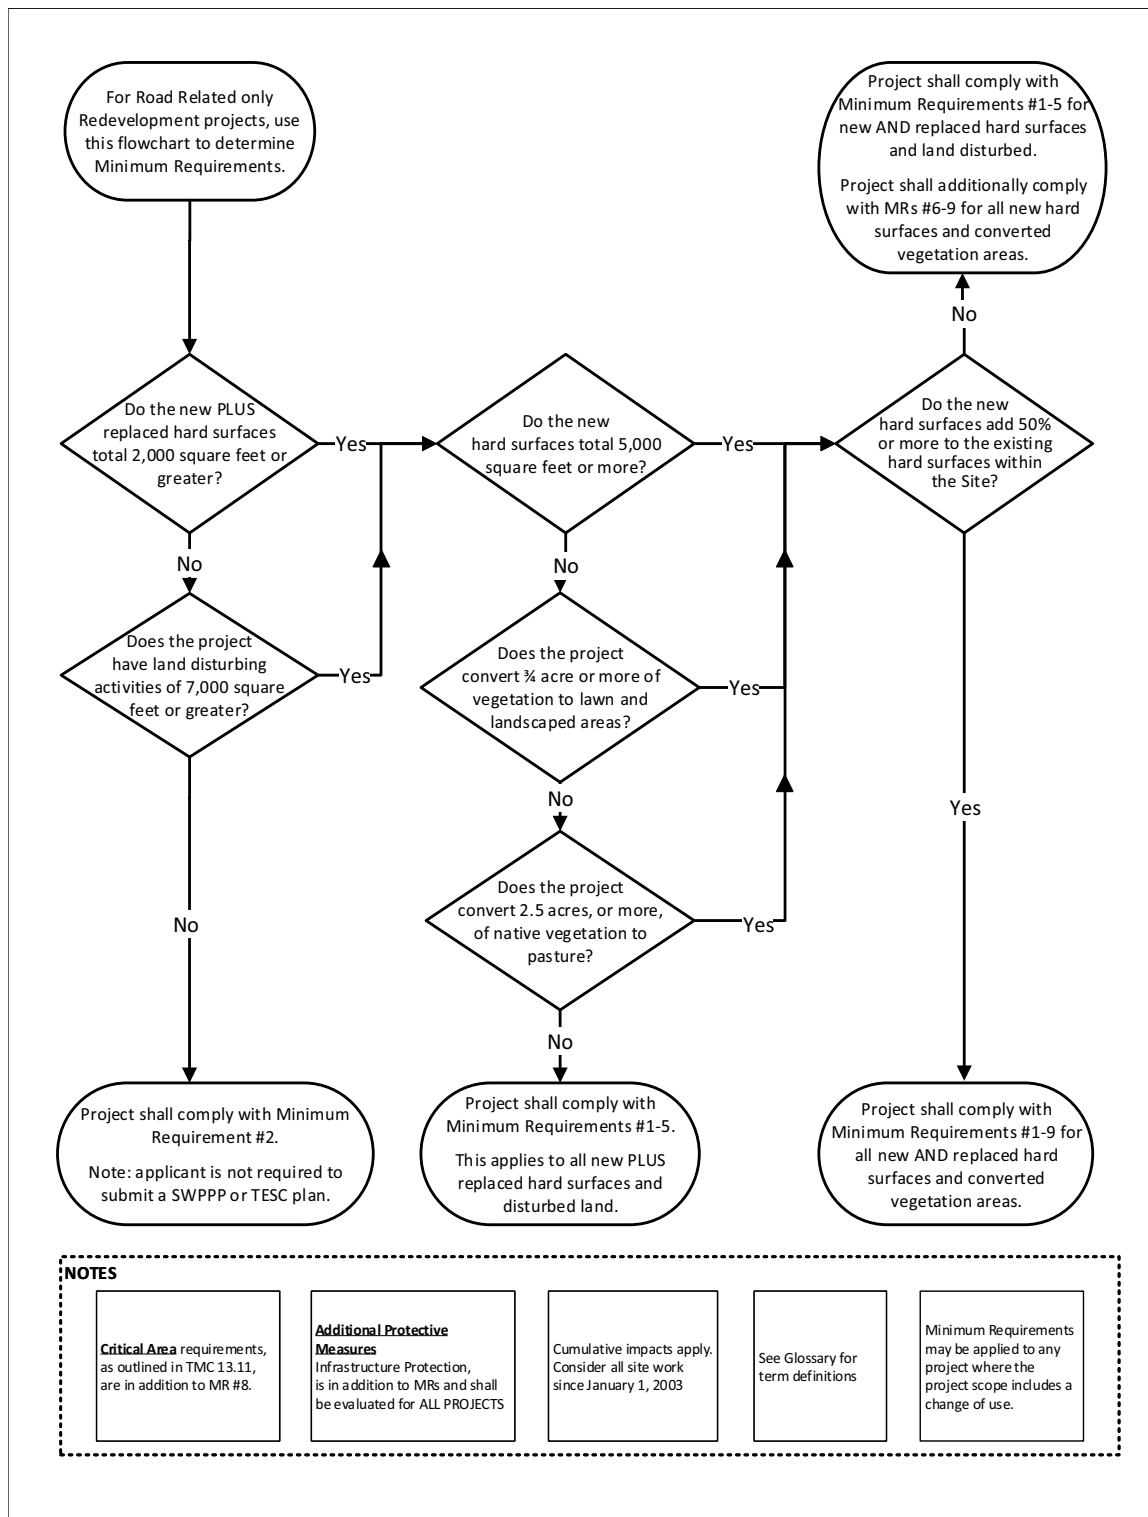 For Road Related only
Redevelopment projects, use
this flowchart to determine
Minimum Requirements.
Project shall comply with
Minimum Requirements #1-5 for
new AND replaced hard surfaces
and land disturbed.
Project shall additionally comply
with MRs #6-9 for all new hard
surfaces and converted
vegetation areas.
No
Do the new PLUS
replaced hard surfaces
total 2,000 square feet or
greater?
Yes
Do the new
hard surfaces total 5,000
square feet or more?
Yes
Do the new
hard surfaces add 50%
or more to the existing
hard surfaces within
the Site?
No
No
Does the project
have land disturbing
activities of 7,000 square
feet or greater?
Yes
Does the project
convert ¾ acre or more of
vegetation to lawn and
landscaped areas?
Yes
No
Yes
Does the project
convert 2.5 acres, or more,
of native vegetation to
pasture?
Yes
No
No
Project shall comply with Minimum
Requirement #2.
Note: applicant is not required to
submit a SWPPP or TESC plan.
Project shall comply with
Minimum Requirements #1-5.
This applies to all new PLUS
replaced hard surfaces and
disturbed land.
Project shall comply with
Minimum Requirements #1-9 for
all new AND replaced hard
surfaces and converted
vegetation areas.
NOTES
Critical Area requirements,
as outlined in TMC 13.11,
are in addition to MR #8.
Additional Protective
Measures
Infrastructure Protection,
is in addition to MRs and shall
be evaluated for ALL PROJECTS
Cumulative impacts apply.
Consider all site work
since January 1, 2003
See Glossary for
term definitions
Minimum Requirements
may be applied to any
project where the
project scope includes a
change of use.